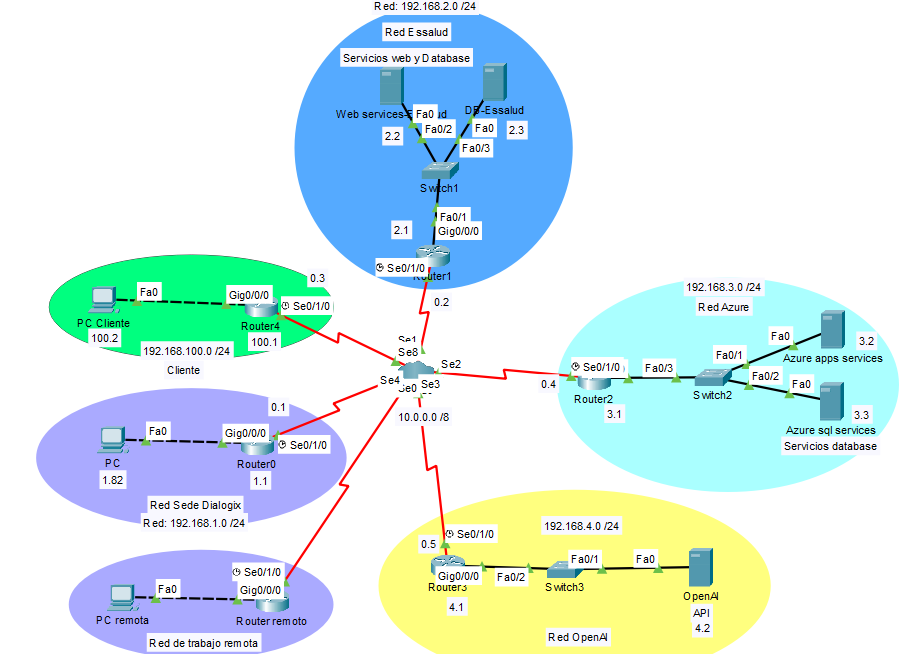 Red: 192.168.2.0 /24
Red Essalud
Servicios web y Database
Fa0
DB-Essalud
Fa0/2
Fa0
2.2
2.3
Fa0/3
Switch1
Fa0/1
2.1
Gig0/0/0
Se0/1/0
Router1
0.2
0.3
Fa0
Gig0/0/0
Se0/1/0
PC Cliente
Router4
100.2
100.1
192.168.100.0 /24
Cliente
Se1
Se8
Se2
Se4
Se0
Se3
10.0.0.0 /8
192.168.3.0 /24
Red Azure
Fa0
3.2
Azure apps services
Fa0/1
Se0/1/0
Fa0/3
0.4
Fa0/2
Fa0
Switch2
Router2
3.1
3.3
Azure sql services
Servicios database
0.1
Fa0
Gig0/0/0
Se0/1/0
PC
Router0
1.82
1.1
Red Sede Dialogix
Red: 192.168.1.0 /24
192.168.4.0 /24
Se0/1/0
0.5
Fa0/1
Fa0
Gig0/0/0
Fa0/2
Router3
Switch3
OpenAI
4.1
API
4.2
Red OpenAI
Se0/1/0
Fa0
Gig0/0/0
PC remota
Router remoto
Red de trabajo remota